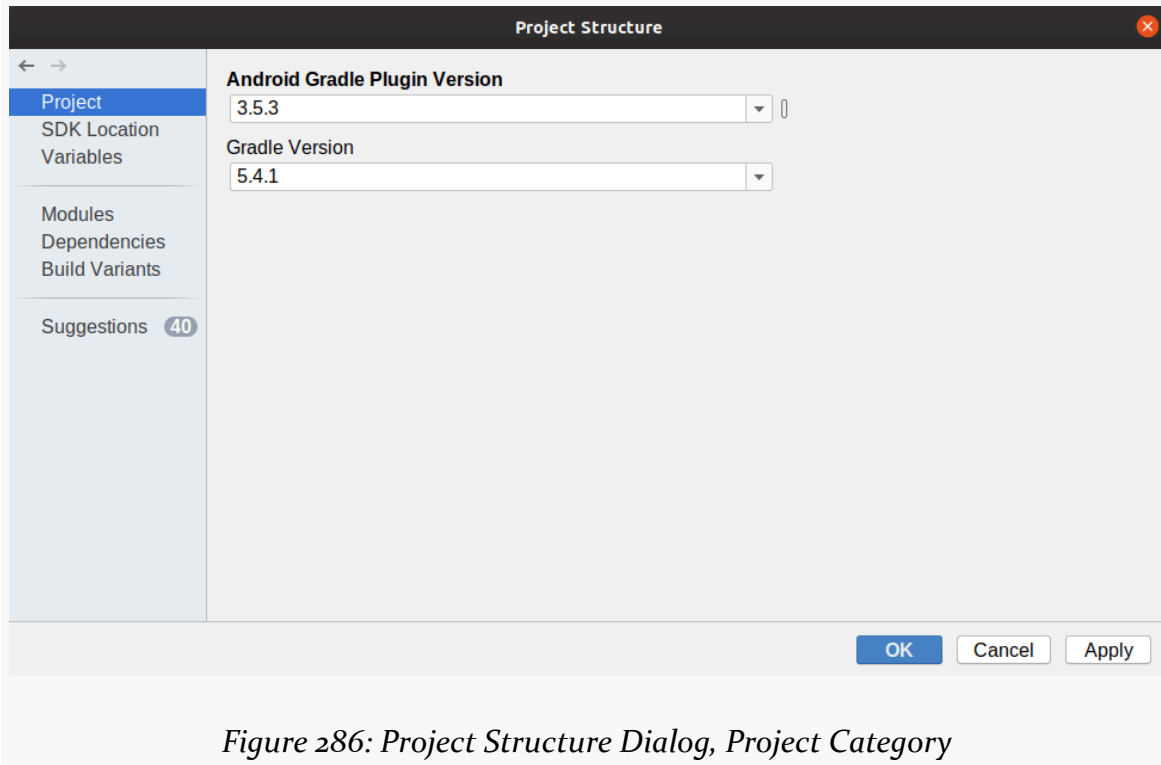 Project Structure
Project
SDK Location
Variables
Modules
Dependencies
Build Variants
Suggestions 40
Android Gradle Plugin Version
3.5.3
Gradle Version
5.4.1
OK Cancel Apply
Figure 286: Project Structure Dialog, Project Category